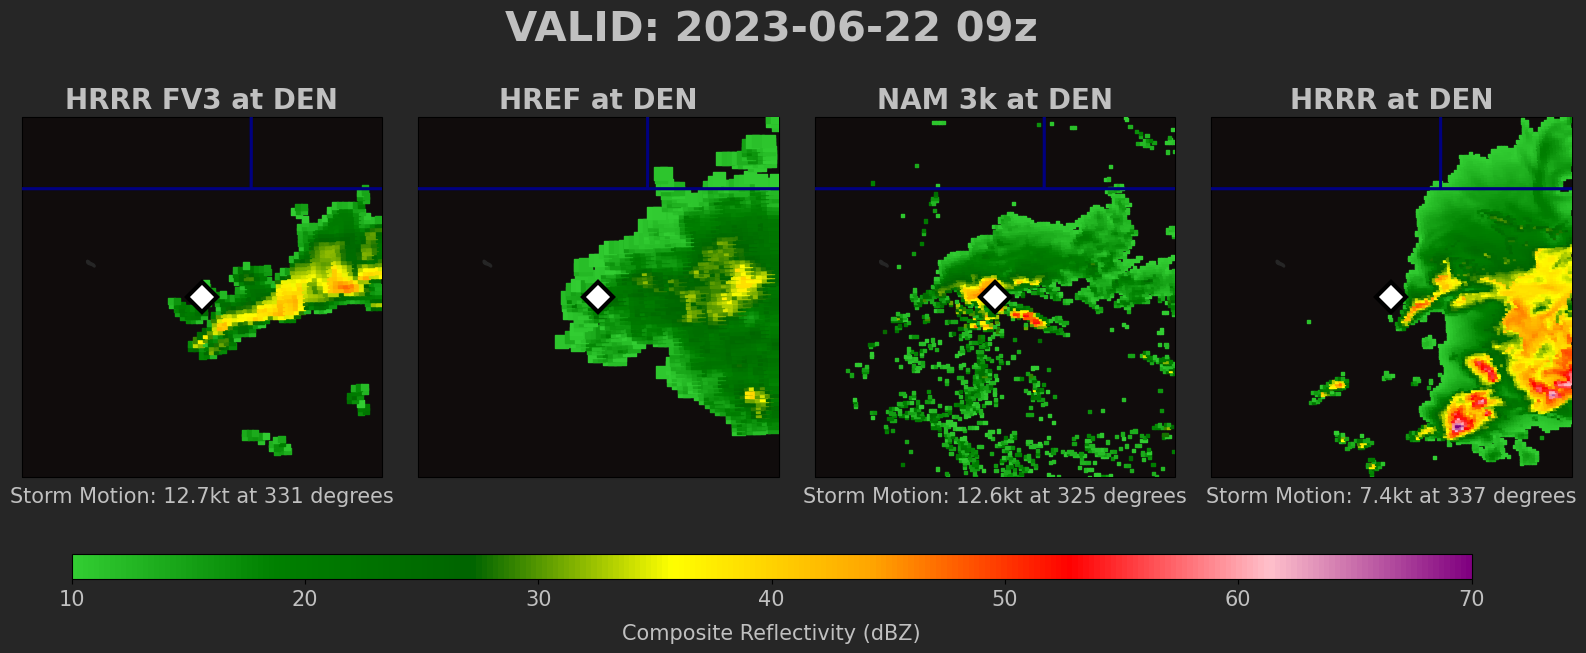 VALID: 2023-06-22 09z
HRRR FV3 at DEN
HREF at DEN
NAM 3k at DEN
HRRR at DEN
Storm Motion: 12.7kt at 331 degrees
Storm Motion: 12.6kt at 325 degrees
Storm Motion: 7.4kt at 337 degrees
10 20 30 40 50 60 70
Composite Reflectivity (dBZ)